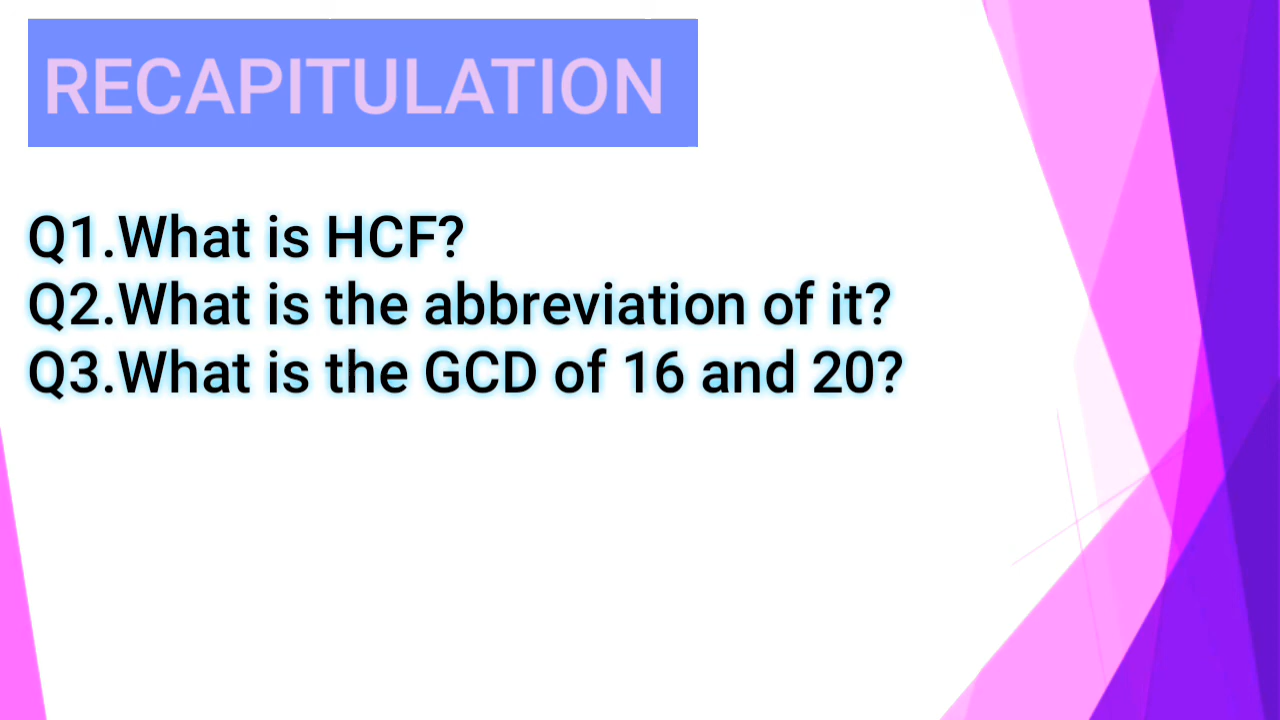 RECAPITULATION
Q1.What is HCF?
Q2.What is the abbreviation of it?
Q3.What is the GCD of 16 and 20?